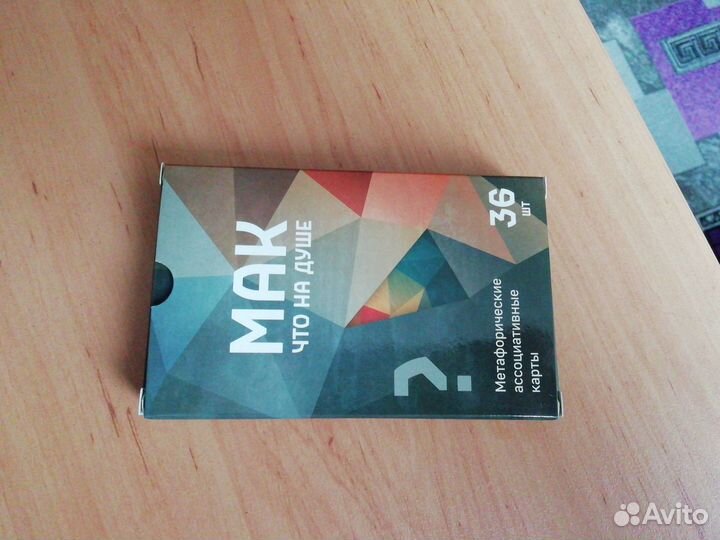 МАК
ЧТО НА ДУШЕ
?
36
шт
Метафорические
ассоциативные
карты
Avito